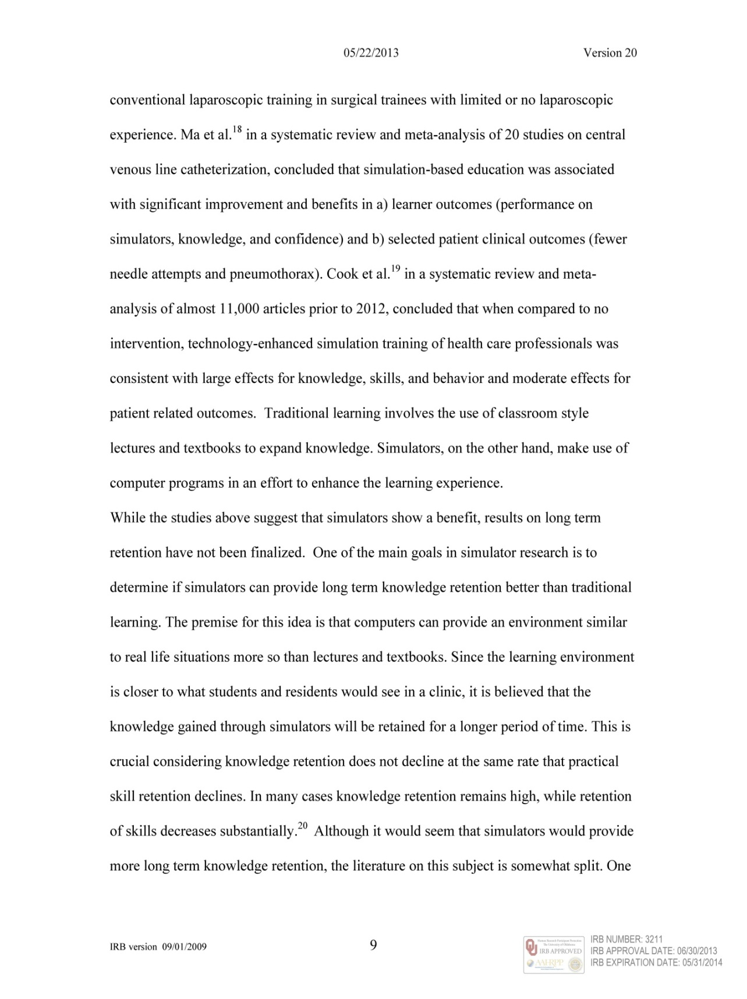 05/22/2013 Version 20
conventional laparoscopic training in surgical trainees with limited or no laparoscopic
experience. Ma et al.18 in a systematic review and meta-analysis of 20 studies on central
venous line catheterization, concluded that simulation-based education was associated
with significant improvement and benefits in a) learner outcomes (performance on
simulators, knowledge, and confidence) and b) selected patient clinical outcomes (fewer
needle attempts and pneumothorax). Cook et al.19 in a systematic review and meta-
analysis of almost 11,000 articles prior to 2012, concluded that when compared to no
intervention, technology-enhanced simulation training of health care professionals was
consistent with large effects for knowledge, skills, and behavior and moderate effects for
patient related outcomes.  Traditional learning involves the use of classroom style
lectures and textbooks to expand knowledge. Simulators, on the other hand, make use of
computer programs in an effort to enhance the learning experience.
While the studies above suggest that simulators show a benefit, results on long term
retention have not been finalized.  One of the main goals in simulator research is to
determine if simulators can provide long term knowledge retention better than traditional
learning. The premise for this idea is that computers can provide an environment similar
to real life situations more so than lectures and textbooks. Since the learning environment
is closer to what students and residents would see in a clinic, it is believed that the
knowledge gained through simulators will be retained for a longer period of time. This is
crucial considering knowledge retention does not decline at the same rate that practical
skill retention declines. In many cases knowledge retention remains high, while retention
of skills decreases substantially.20  Although it would seem that simulators would provide
more long term knowledge retention, the literature on this subject is somewhat split. One
IRB version  09/01/2009
9
The University of Oklahoma
IRB APPROVED
AAHRPP
IRB NUMBER: 3211
IRB APPROVAL DATE: 06/30/2013
IRB EXPIRATION DATE: 05/31/2014